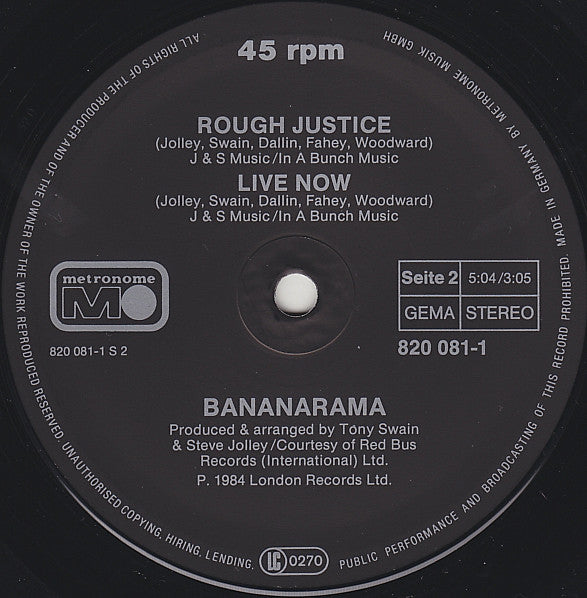 45 rpm
ROUGH JUSTICE
(Jolley, Swain, Dallin, Fahey, Woodward)
J & S Music/In A Bunch Music
LIVE NOW
(Jolley, Swain, Dallin, Fahey, Woodward)
J & S Music/In A Bunch Music
metronome
M
820 081-1 S 2
Seite 2 5:04/3:05
GEMA STEREO
820 081-1
BANANARAMA
Produced & arranged by Tony Swain
& Steve Jolley/Courtesy of Red Bus
Records (International) Ltd.
P. 1984 London Records Ltd.
ALL RIGHTS OF THE PRODUCER AND OF THE OWNER OF THE WORK REPRODUCED RESERVED. UNAUTHORISED COPYING, HIRING, LENDING, LC 0270 PUBLIC PERFORMANCE AND BROADCASTING OF THIS RECORD PROHIBITED. MADE IN GERMANY BY METRONOME MUSIK GMBH